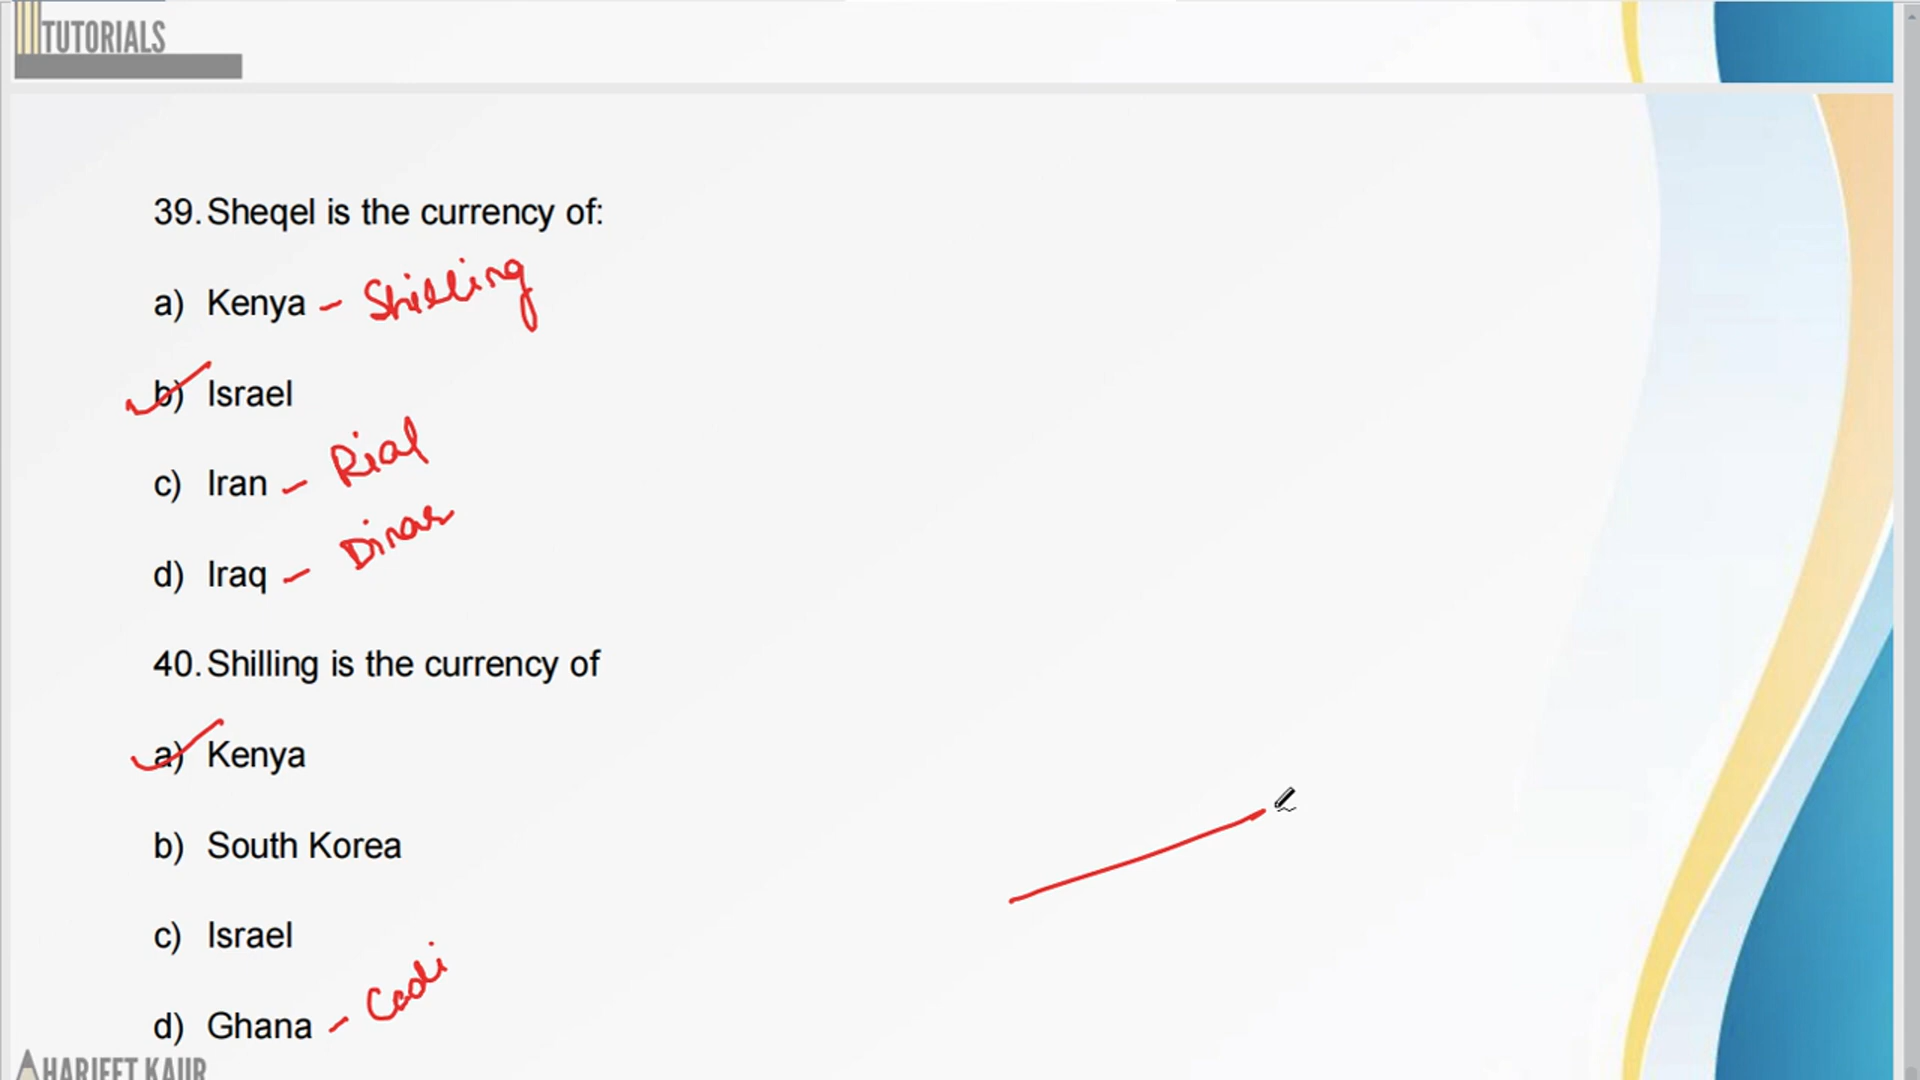 TUTORIALS
39. Sheqel is the currency of:
a) Kenya - Shilling
b) Israel
c) Iran - Rial
d) Iraq - Dinar
40. Shilling is the currency of
a) Kenya
b) South Korea
c) Israel
d) Ghana - Cedi
HARJEET KAUR